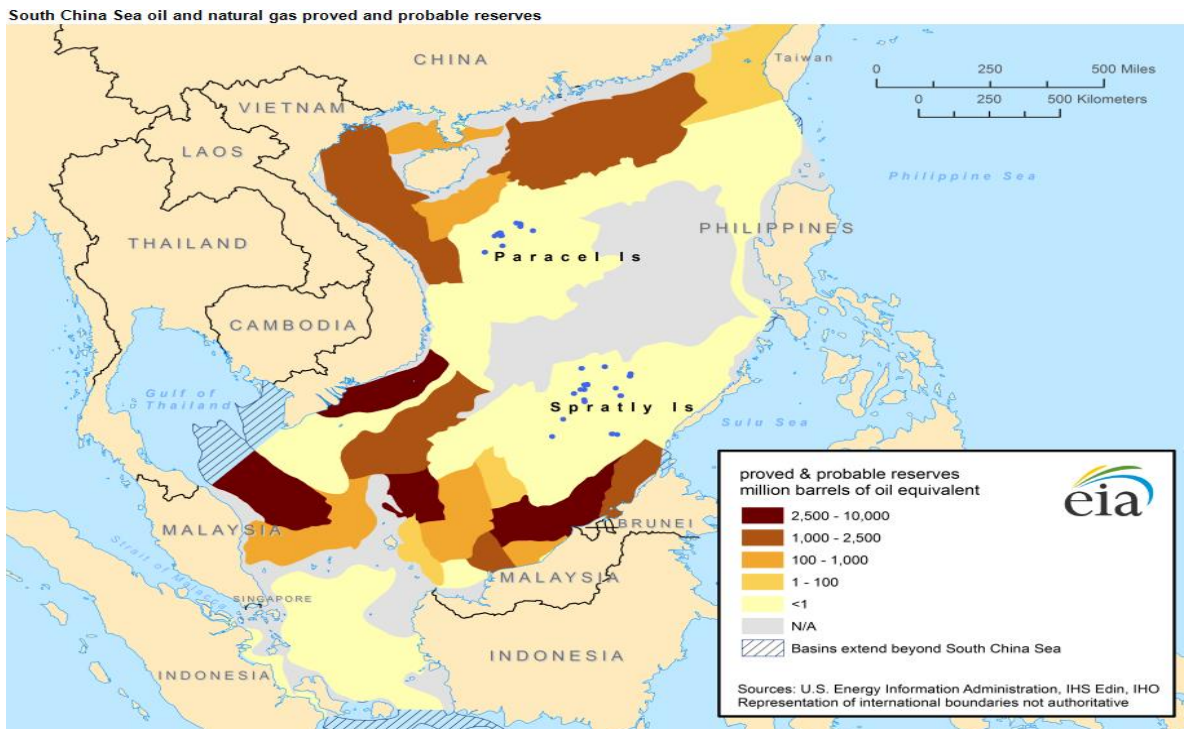 South China Sea oil and natural gas proved and probable reserves
CHINA
Taiwan
0 250 500 Miles
0 250 500 Kilometers
VIETNAM
LAOS
Philippine Sea
THAILAND
PHILIPPINES
Paracel Is
CAMBODIA
Gulf of
Thailand
Spratly Is
Sulu Sea
MALAYSIA
BRUNEI
Strait of Malacca
MALAYSIA
SINGAPORE
INDONESIA
INDONESIA
proved & probable reserves
million barrels of oil equivalent
eia
2,500 - 10,000
1,000 - 2,500
100 - 1,000
1 - 100
<1
N/A
Basins extend beyond South China Sea
Sources: U.S. Energy Information Administration, IHS Edin, IHO
Representation of international boundaries not authoritative